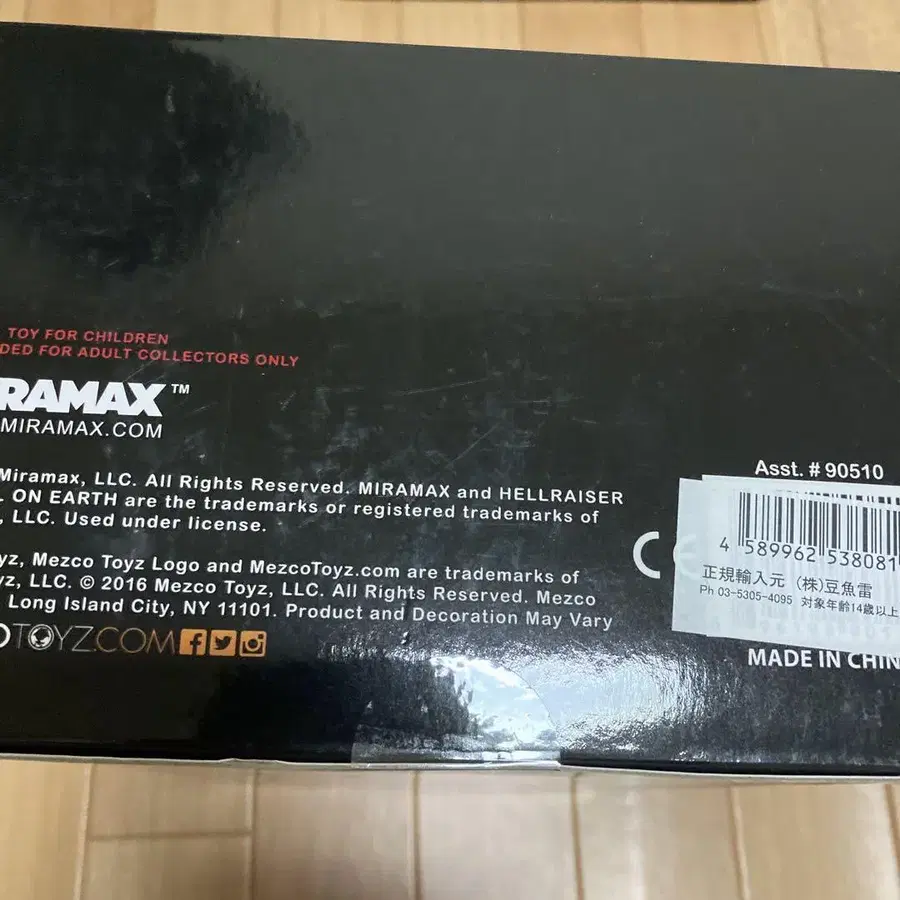 TOY FOR CHILDREN
DED FOR ADULT COLLECTORS ONLY
RAMAX™
MIRAMAX.COM
Miramax, LLC. All Rights Reserved. MIRAMAX and HELLRAISER
L ON EARTH are the trademarks or registered trademarks of
, LLC. Used under license.
yz, Mezco Toyz Logo and MezcoToyz.com are trademarks of
yz, LLC. © 2016 Mezco Toyz, LLC. All Rights Reserved. Mezco
Long Island City, NY 11101. Product and Decoration May Vary
OTOYZ.COM
Asst. # 90510
CE
4 589962 538081
正規輸入元 (株)豆魚雷
Ph 03-5305-4095 対象年齢14歳以上
MADE IN CHIN